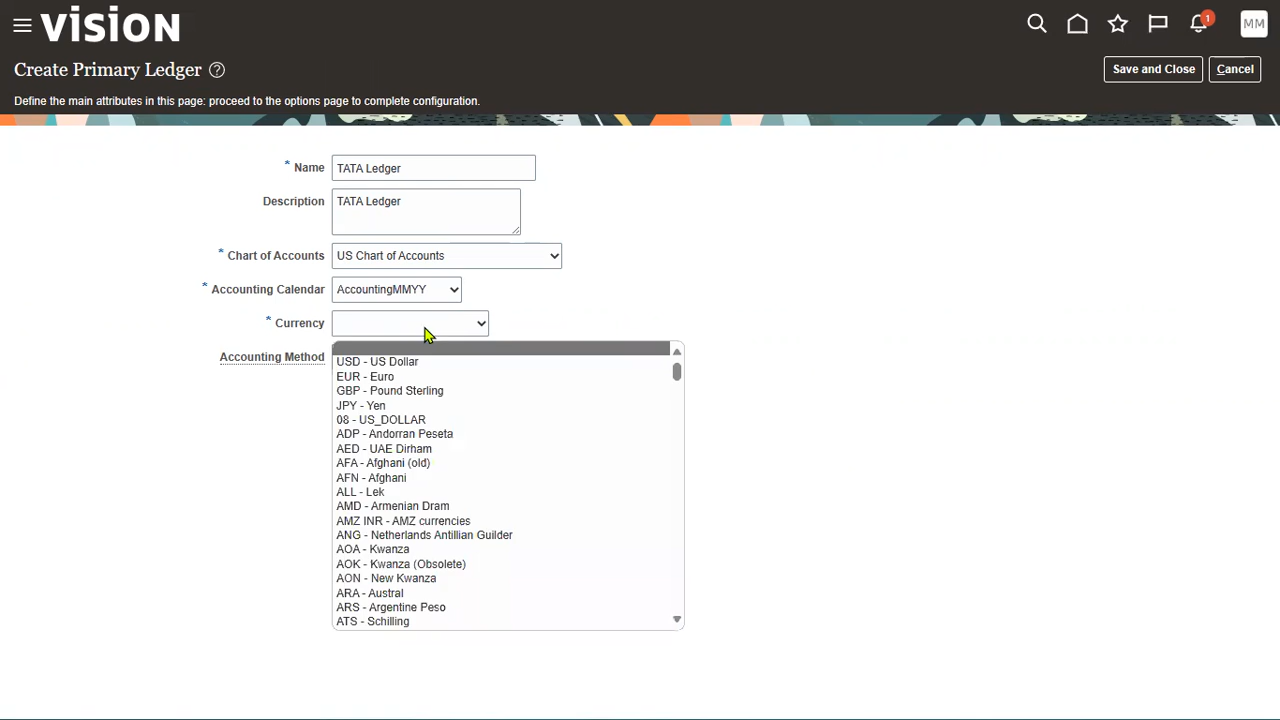 vision
1
MM
Create Primary Ledger ?
Save and Close Cancel
Define the main attributes in this page: proceed to the options page to complete configuration.
* Name TATA Ledger
Description TATA Ledger
* Chart of Accounts US Chart of Accounts
* Accounting Calendar AccountingMMYY
* Currency
Accounting Method
USD - US Dollar
EUR - Euro
GBP - Pound Sterling
JPY - Yen
08 - US_DOLLAR
ADP - Andorran Peseta
AED - UAE Dirham
AFA - Afghani (old)
AFN - Afghani
ALL - Lek
AMD - Armenian Dram
AMZ INR - AMZ currencies
ANG - Netherlands Antillian Guilder
AOA - Kwanza
AOK - Kwanza (Obsolete)
AON - New Kwanza
ARA - Austral
ARS - Argentine Peso
ATS - Schilling